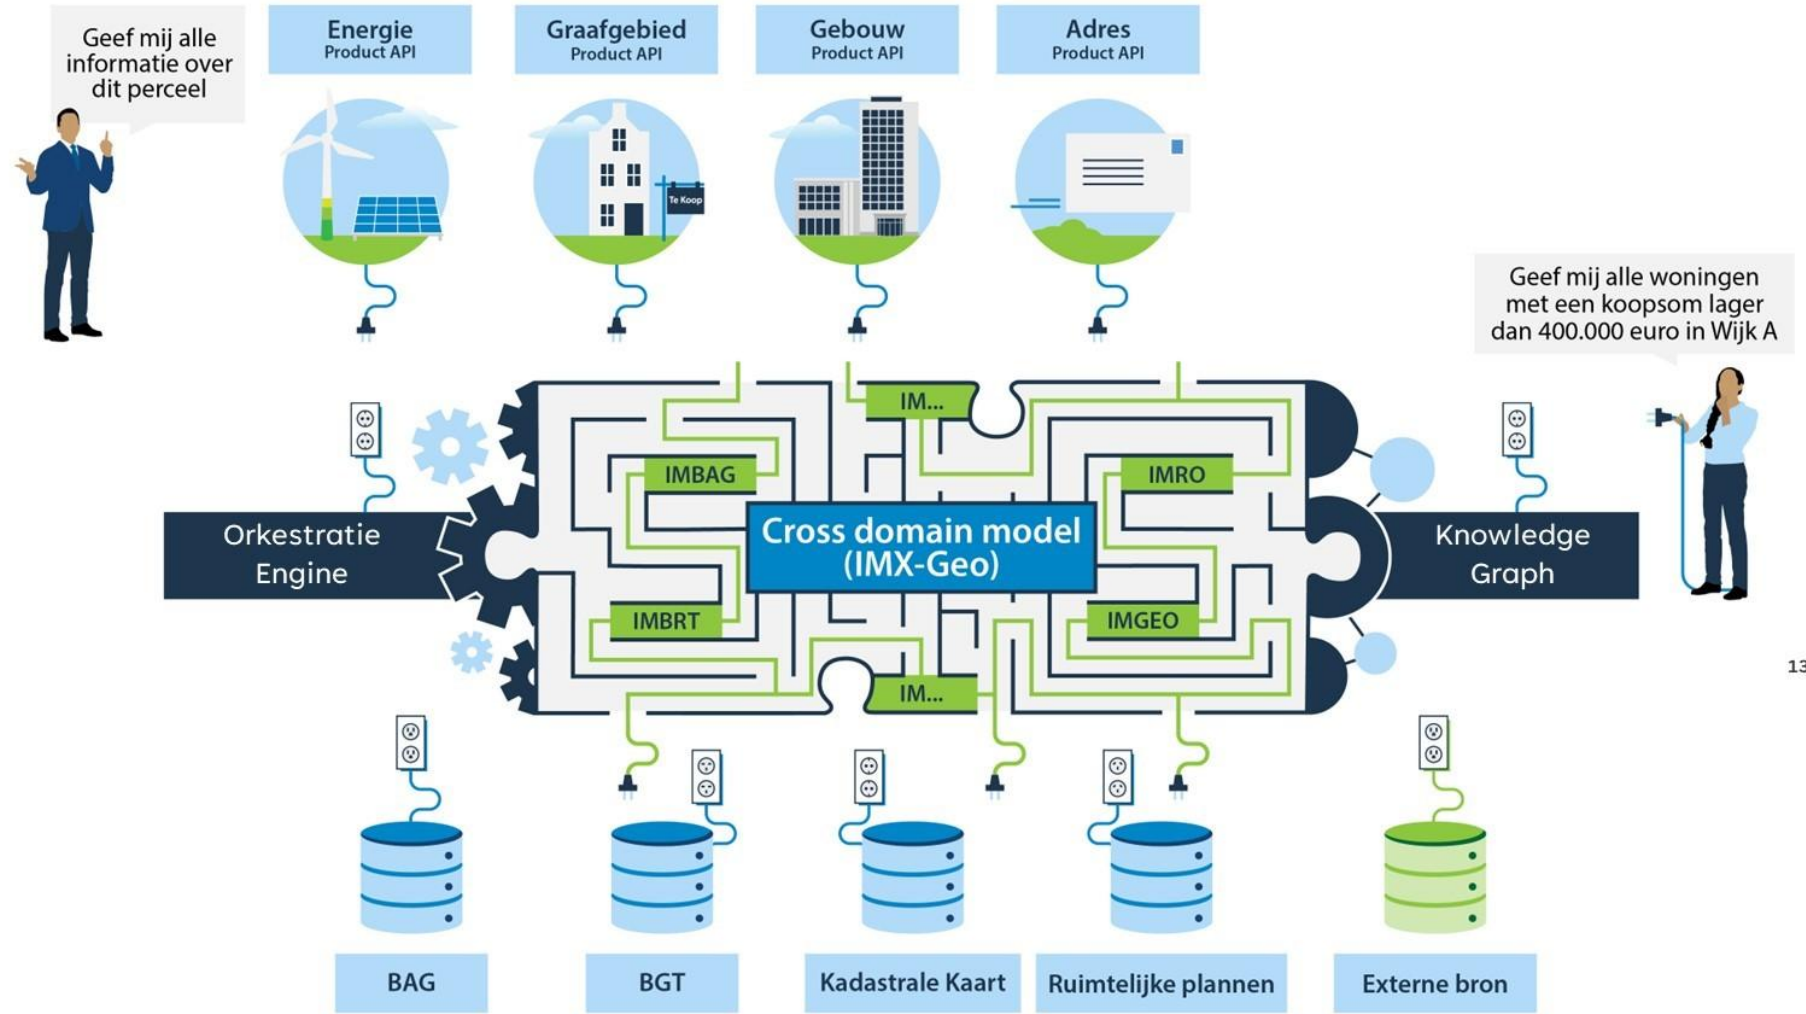 Geef mij alle
informatie over
dit perceel
Energie
Product API
Graafgebied
Product API
Gebouw
Product API
Adres
Product API
Te Koop
Geef mij alle woningen
met een koopsom lager
dan 400.000 euro in Wijk A
IM...
IMBAG
IMRO
Orkestratie
Engine
Cross domain model
(IMX-Geo)
Knowledge
Graph
IMBRT
IMGEO
IM...
13
BAG
BGT
Kadastrale Kaart
Ruimtelijke plannen
Externe bron